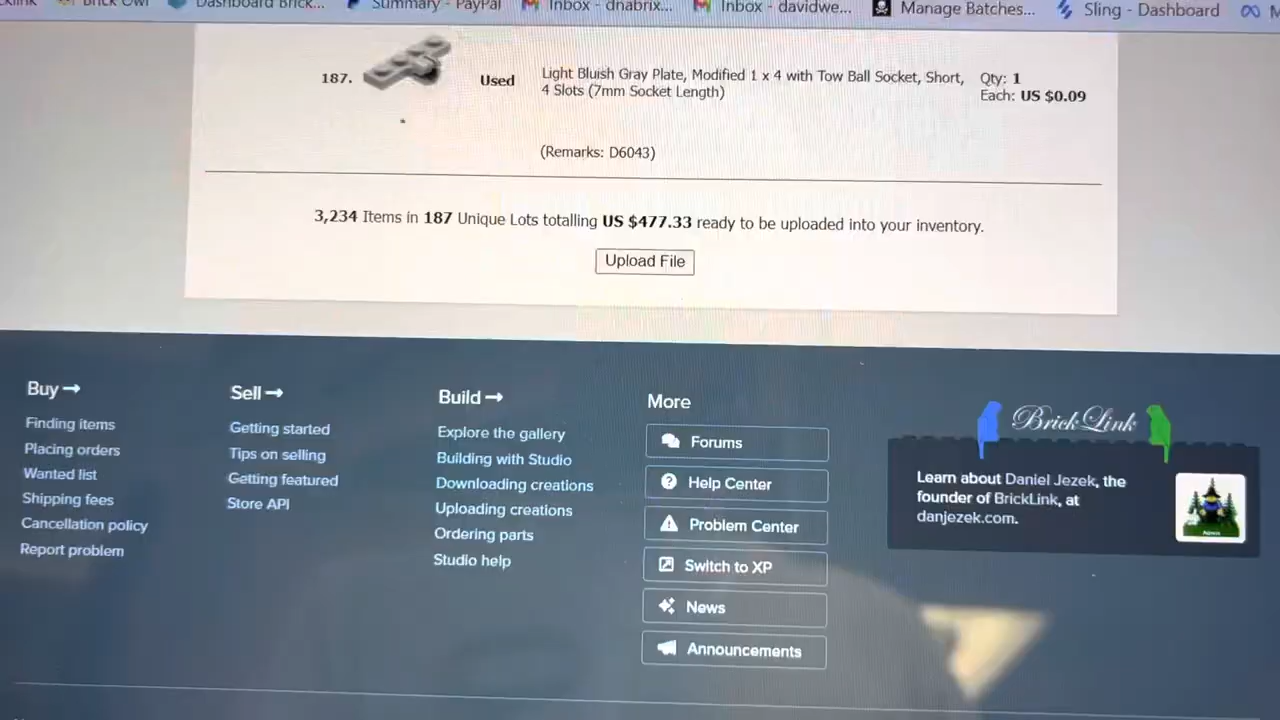 Brick Owl Dashboard Brick... Summary - PayPal Inbox - dnabrix... Inbox - davidwe... Manage Batches... Sling - Dashboard
187.
Used
Light Bluish Gray Plate, Modified 1 x 4 with Tow Ball Socket, Short,
4 Slots (7mm Socket Length)
Qty: 1
Each: US $0.09
(Remarks: D6043)
3,234 Items in 187 Unique Lots totalling US $477.33 ready to be uploaded into your inventory.
Upload File
Buy →
Finding items
Placing orders
Wanted list
Shipping fees
Cancellation policy
Report problem
Sell →
Getting started
Tips on selling
Getting featured
Store API
Build →
Explore the gallery
Building with Studio
Downloading creations
Uploading creations
Ordering parts
Studio help
More
Forums
Help Center
Problem Center
Switch to XP
News
Announcements
BrickLink
Learn about Daniel Jezek, the
founder of BrickLink, at
danjezek.com.